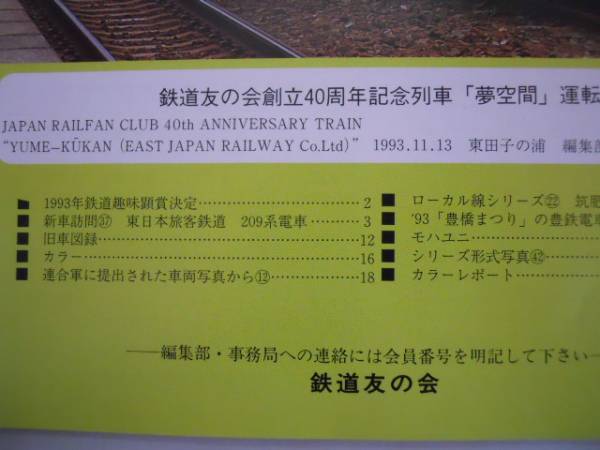 鉄道友の会創立40周年記念列車「夢空間」運転
JAPAN RAILFAN CLUB 40th ANNIVERSARY TRAIN
“YUME−KŪKAN (EAST JAPAN RAILWAY Co.Ltd)” 1993.11.13 東田子の浦 編集部
■ 1993年鉄道趣味顕賞決定……………………2
■ 新車訪問㊲ 東日本旅客鉄道 209系電車……3
■ 旧車図録……………………………………12
■ カラー………………………………………16
■ 連合軍に提出された車両写真から⑫…………18
■ ローカル線シリーズ㉒ 筑肥
■ '93「豊橋まつり」の豊鉄電車
■ モハユニ……………
■ シリーズ形式写真㊷……
■ カラーレポート………
――編集部・事務局への連絡には会員番号を明記して下さい―
鉄道友の会